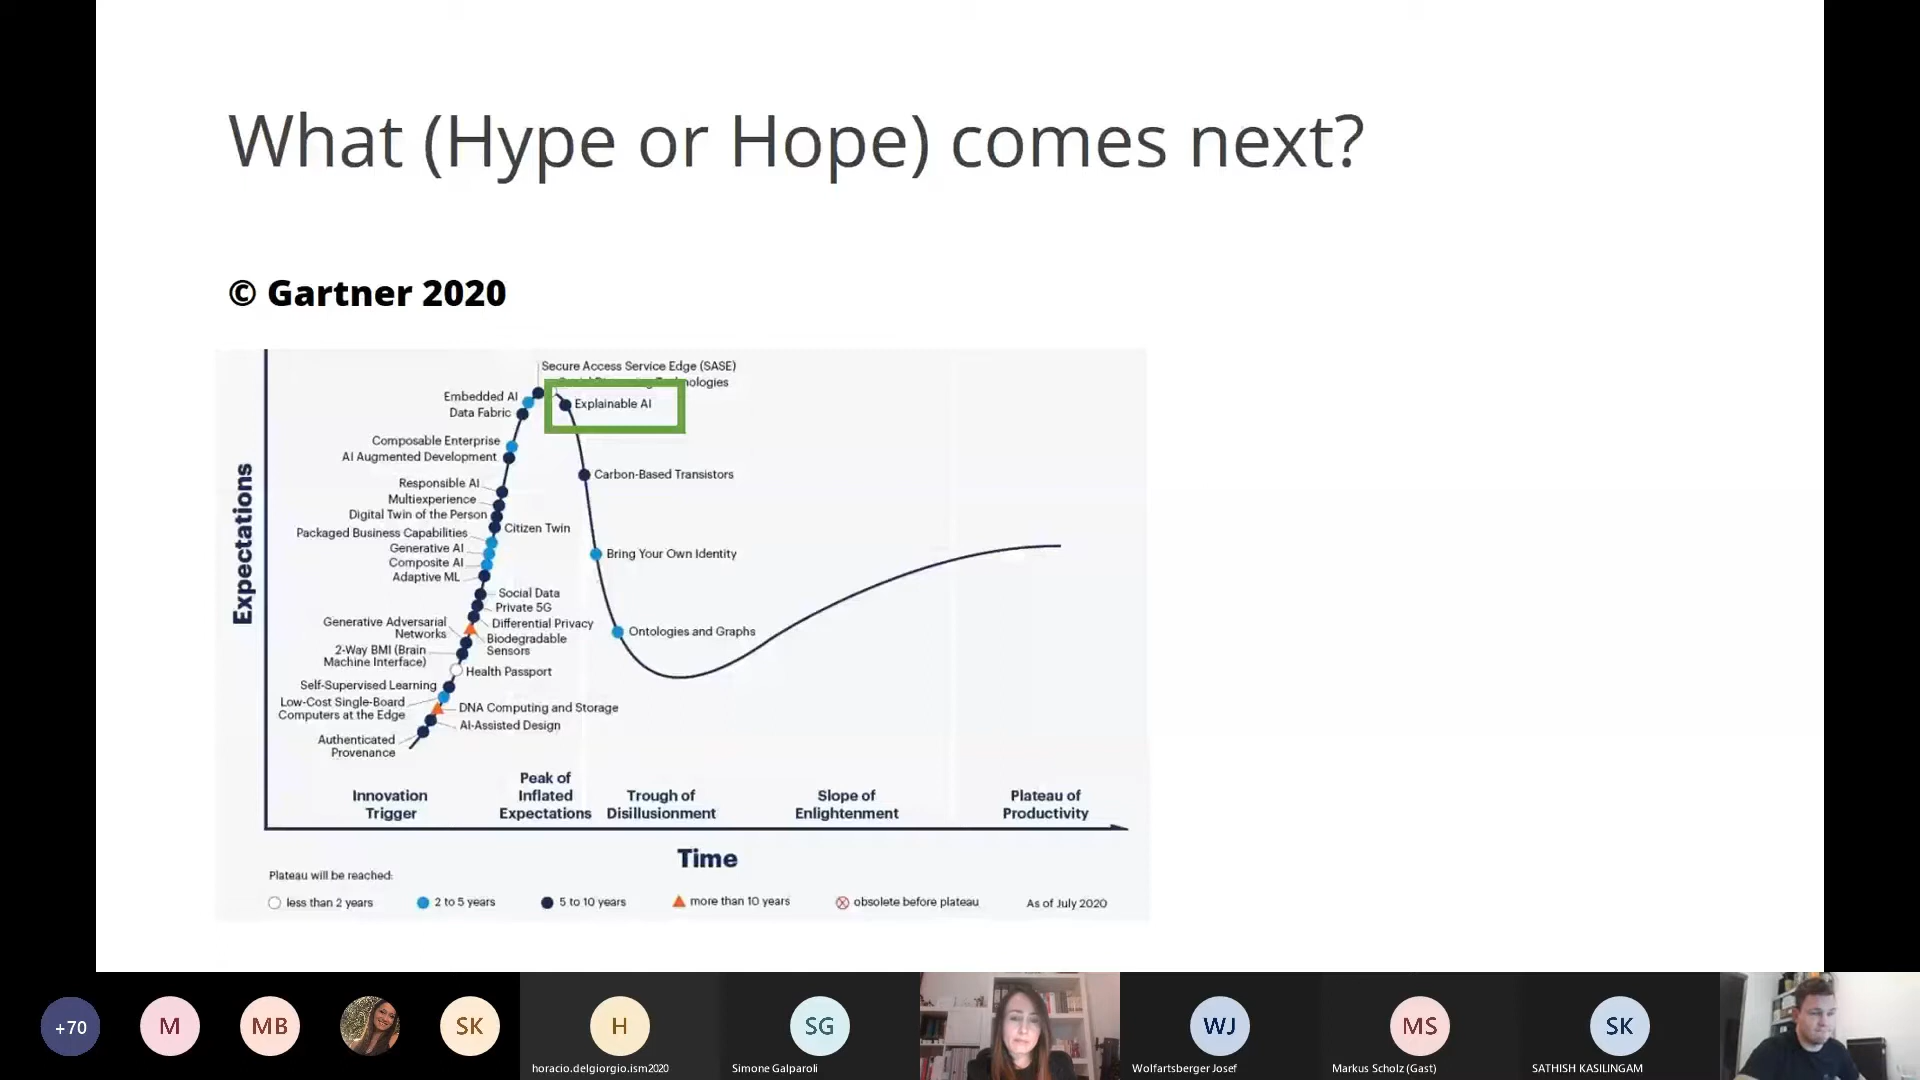 What (Hype or Hope) comes next?
© Gartner 2020
Secure Access Service Edge (SASE)
Embedded AI
Explainable AI
Data Fabric
Composable Enterprise
AI Augmented Development
Carbon-Based Transistors
Responsible AI
Multiexperience
Digital Twin of the Person
Citizen Twin
Packaged Business Capabilities
Generative AI
Bring Your Own Identity
Composite AI
Adaptive ML
Social Data
Private 5G
Generative Adversarial
Networks
Differential Privacy
Ontologies and Graphs
Biodegradable
Sensors
2-Way BMI (Brain
Machine Interface)
Health Passport
Self-Supervised Learning
Low-Cost Single-Board
Computers at the Edge
DNA Computing and Storage
AI-Assisted Design
Authenticated
Provenance
Expectations
Innovation
Trigger
Peak of
Inflated
Expectations
Trough of
Disillusionment
Slope of
Enlightenment
Plateau of
Productivity
Time
Plateau will be reached:
less than 2 years
2 to 5 years
5 to 10 years
more than 10 years
obsolete before plateau
As of July 2020
+70
M
MB
SK
H
SG
WJ
MS
SK
horacio.delgiorgio.ism2020
Simone Galparoli
Wolfartsberger Josef
Markus Scholz (Gast)
SATHISH KASILINGAM